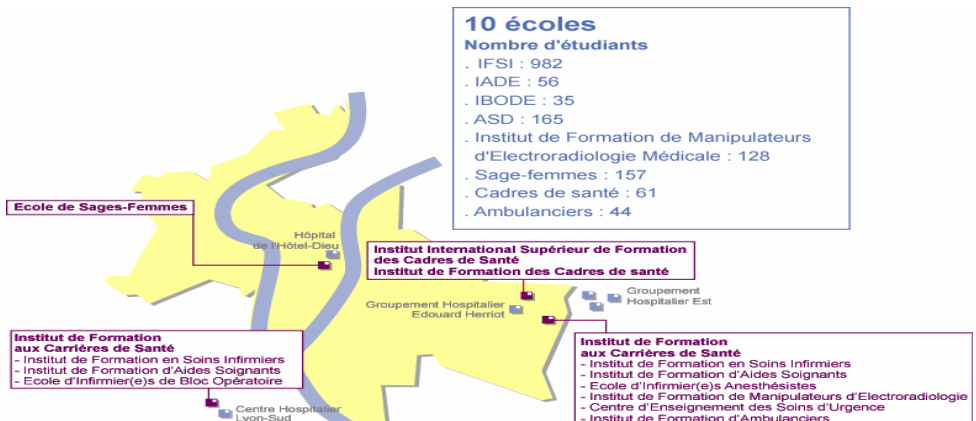 10 écoles
Nombre d'étudiants
. IFSI : 982
. IADE : 56
. IBODE : 35
. ASD : 165
. Institut de Formation de Manipulateurs
d'Electroradiologie Médicale : 128
. Sage-femmes : 157
. Cadres de santé : 61
. Ambulanciers : 44
Ecole de Sages-Femmes
Hôpital
de l'Hôtel-Dieu
Institut International Supérieur de Formation
des Cadres de Santé
Institut de Formation des Cadres de santé
Groupement Hospitalier
Edouard Herriot
Groupement
Hospitalier Est
Institut de Formation
aux Carrières de Santé
- Institut de Formation en Soins Infirmiers
- Institut de Formation d'Aides Soignants
- Ecole d'Infirmier(e)s de Bloc Opératoire
Centre Hospitalier
Lyon-Sud
Institut de Formation
aux Carrières de Santé
- Institut de Formation en Soins Infirmiers
- Institut de Formation d'Aides Soignants
- Ecole d'Infirmier(e)s Anesthésistes
- Institut de Formation de Manipulateurs d'Electroradiologie
- Centre d'Enseignement des Soins d'Urgence
- Institut de Formation d'Ambulanciers